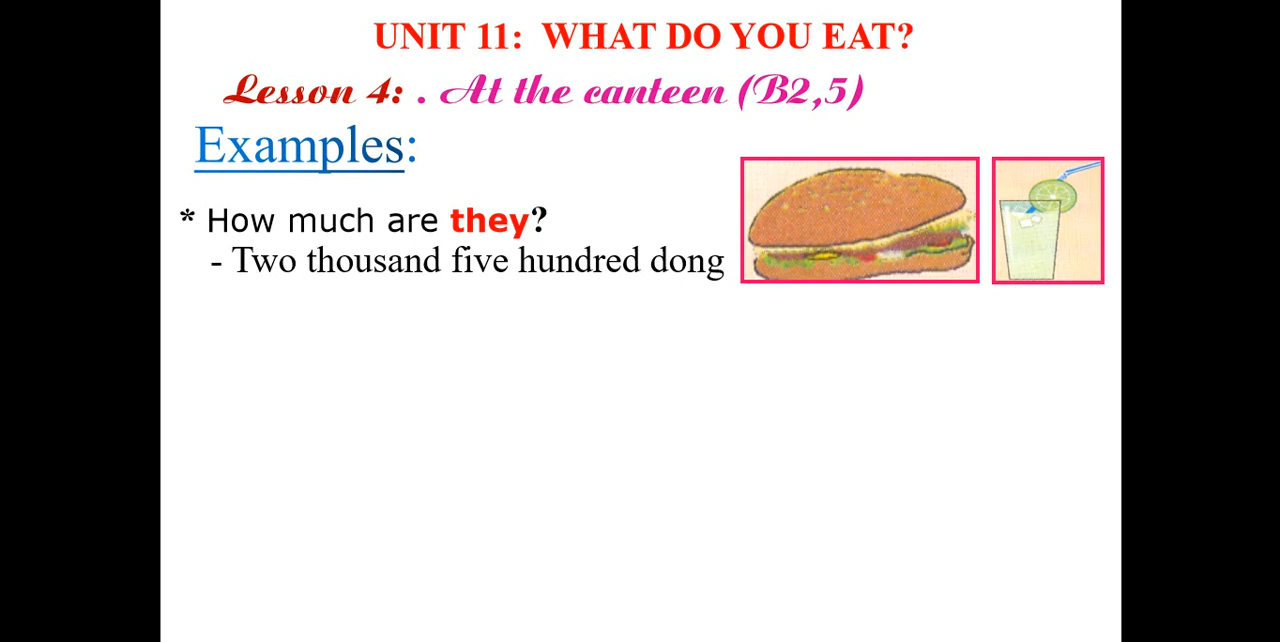 UNIT 11: WHAT DO YOU EAT?
Lesson 4: . At the canteen (B2,5)
Examples:
* How much are they?
- Two thousand five hundred dong